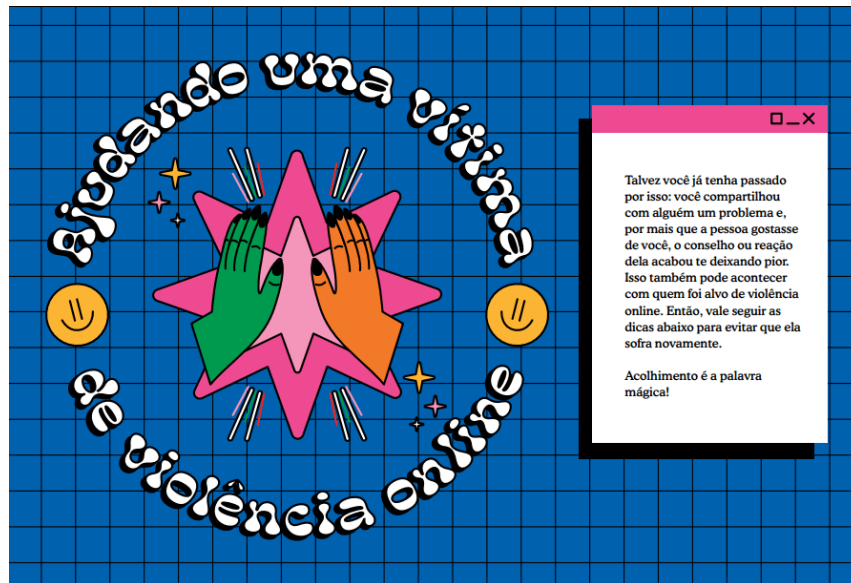 Ajudando uma vítima
de violência online
Talvez você já tenha passado
por isso: você compartilhou
com alguém um problema e,
por mais que a pessoa gostasse
de você, o conselho ou reação
dela acabou te deixando pior.
Isso também pode acontecer
com quem foi alvo de violência
online. Então, vale seguir as
dicas abaixo para evitar que ela
sofra novamente.
Acolhimento é a palavra
mágica!